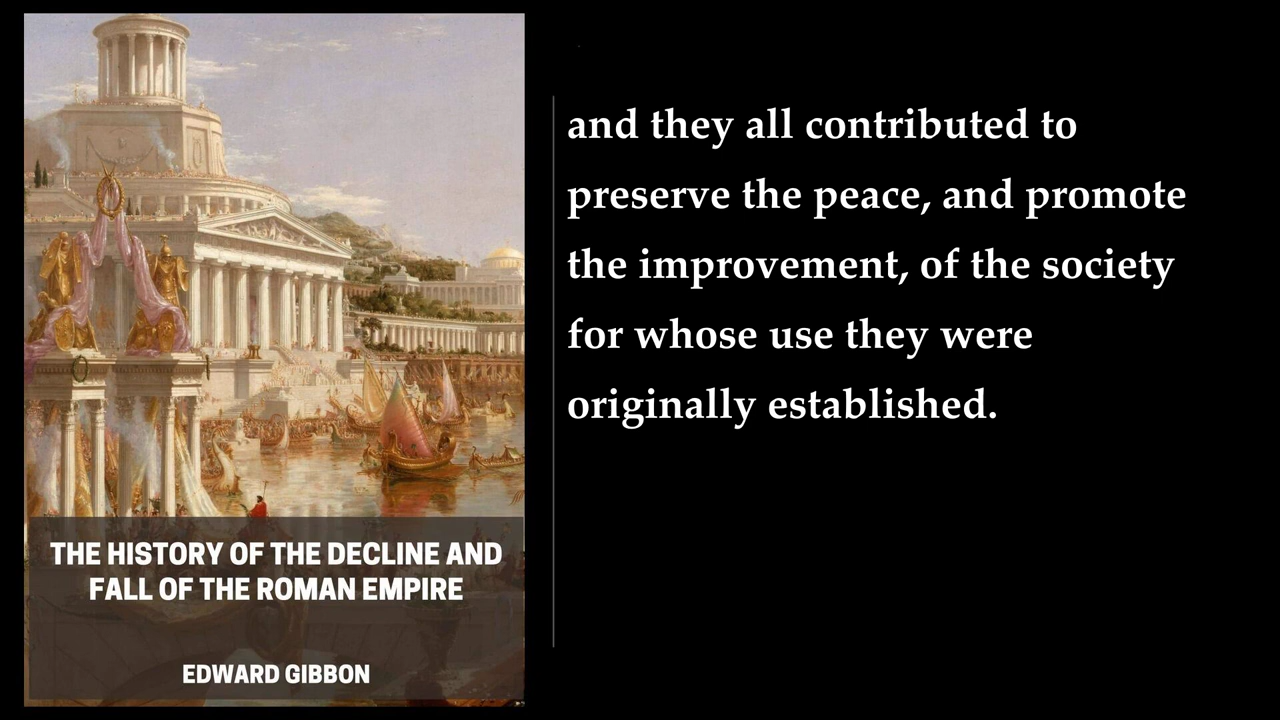 THE HISTORY OF THE DECLINE AND
FALL OF THE ROMAN EMPIRE
EDWARD GIBBON
and they all contributed to
preserve the peace, and promote
the improvement, of the society
for whose use they were
originally established.